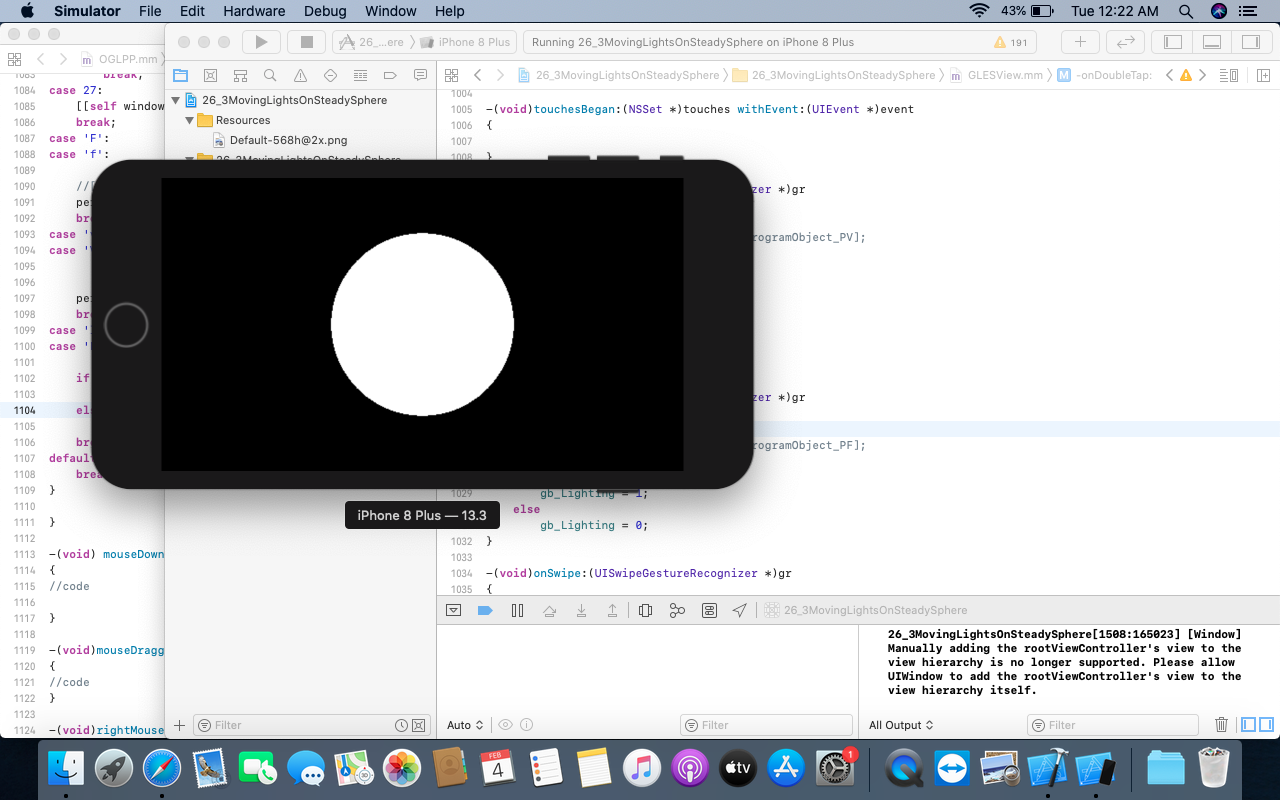 Simulator File Edit Hardware Debug Window Help 43% Tue 12:22 AM
26_...ere iPhone 8 Plus Running 26_3MovingLightsOnSteadySphere on iPhone 8 Plus 191
OGLPP.mm
26_3MovingLightsOnSteadySphere 26_3MovingLightsOnSteadySphere GLESView.mm M -onDoubleTap:
1083 break;
1084 case 27:
1085 [[self window
1086 break;
1087 case 'F':
1088 case 'f':
1089
1090 //[
1091 pe
1092 br
1093 case '
1094 case '
1095
1096
1097 pe
1098 br
1099 case '
1100 case '
1101
1102 if
1103
1104 els
1105
1106 br
1107 defaul
1108 brea
1109 }
1110
1111 }
1112
1113 -(void) mouseDown
1114 {
1115 //code
1116
1117 }
1118
1119 -(void)mouseDragg
1120 {
1121 //code
1122 }
1123
1124 -(void)rightMouse
26_3MovingLightsOnSteadySphere
Resources
Default-568h@2x.png
26_3MovingLightsOnSteadySphere
1004
1005 -(void)touchesBegan:(NSSet *)touches withEvent:(UIEvent *)event
1006 {
1007
1008 }
zer *)gr
rogramObject_PV];
zer *)gr
rogramObject_PF];
1029 gb_Lighting = 1;
else
gb_Lighting = 0;
1032 }
1033
1034 -(void)onSwipe:(UISwipeGestureRecognizer *)gr
1035 {
iPhone 8 Plus — 13.3
26_3MovingLightsOnSteadySphere
26_3MovingLightsOnSteadySphere[1508:165023] [Window]
Manually adding the rootViewController's view to the
view hierarchy is no longer supported. Please allow
UIWindow to add the rootViewController's view to the
view hierarchy itself.
Filter
Auto
Filter
All Output
Filter
FEB
4
tv
1